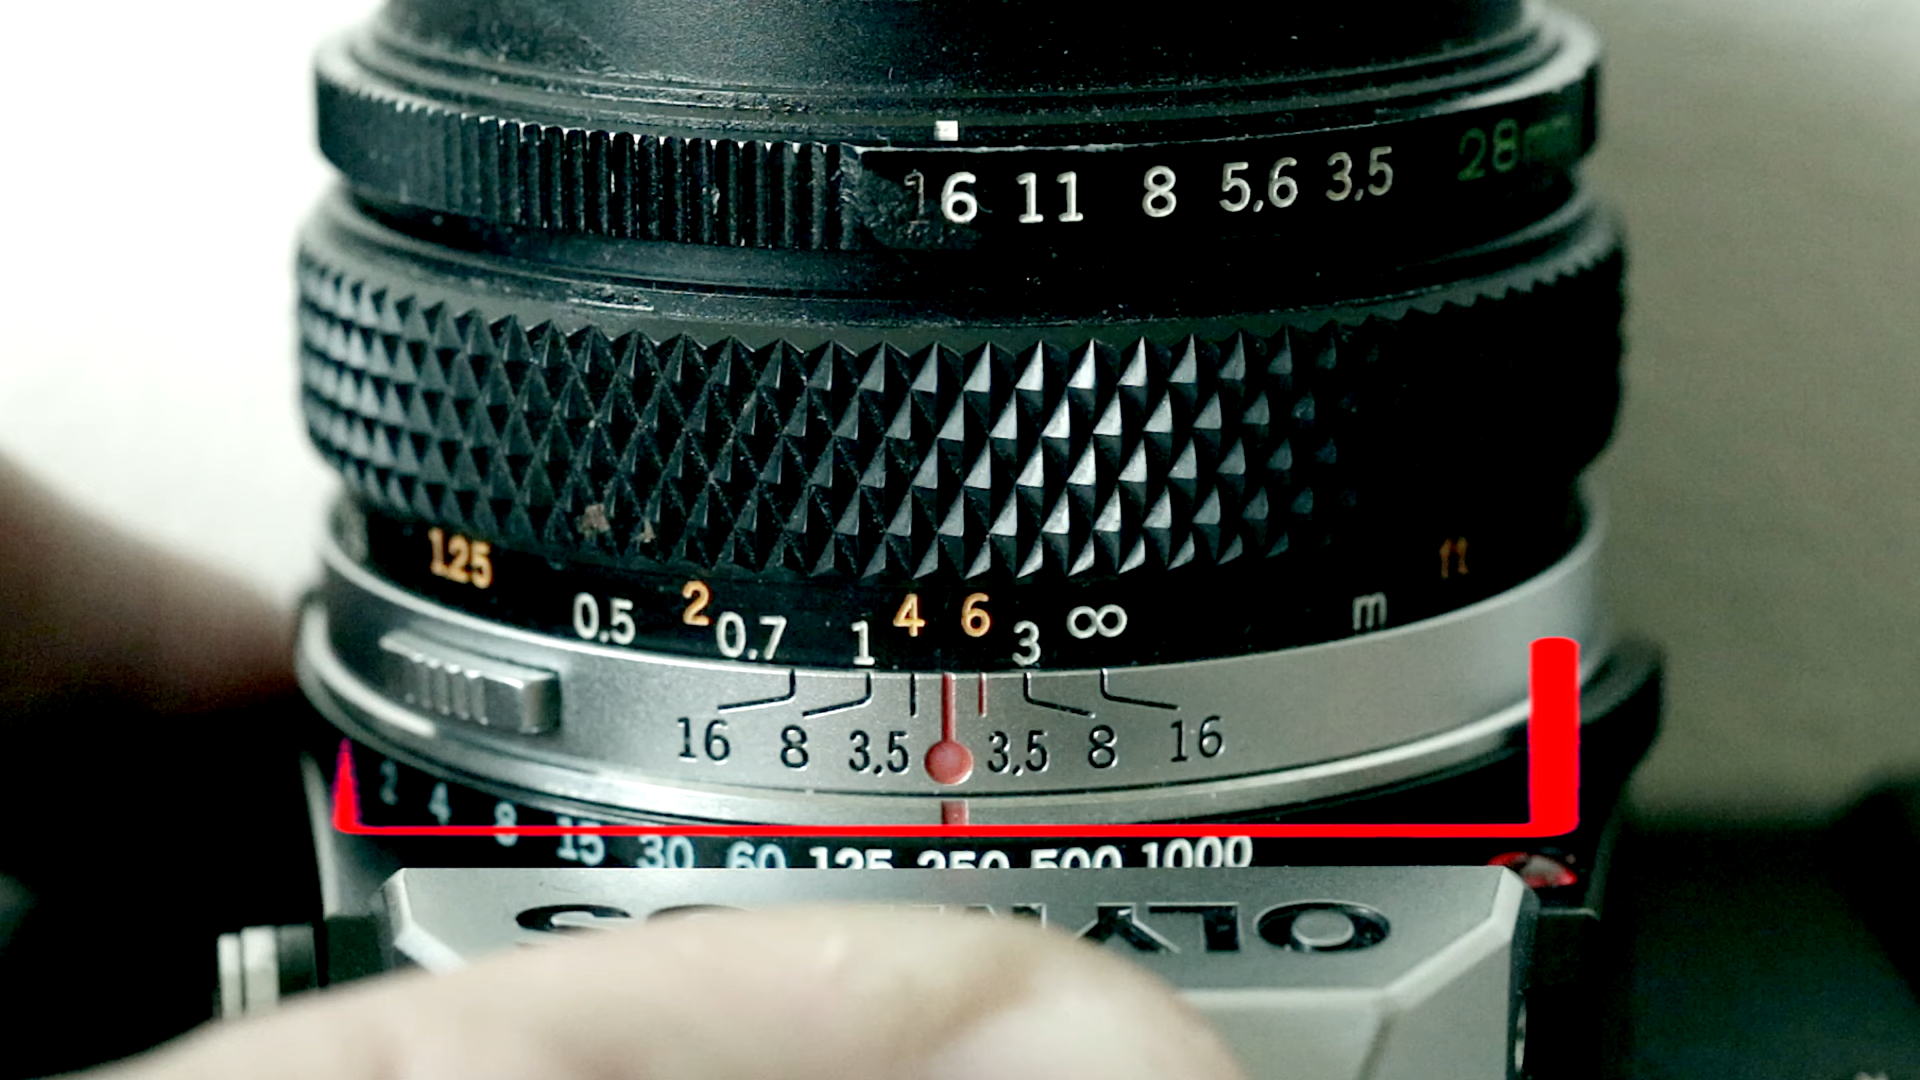 16 11 8 5,6 3,5 28mm
1.25 2 4 6 ft
0.5 0.7 1 3 ∞ m
16 8 3,5 3,5 8 16
2 4 8 15 30 60 125 250 500 1000